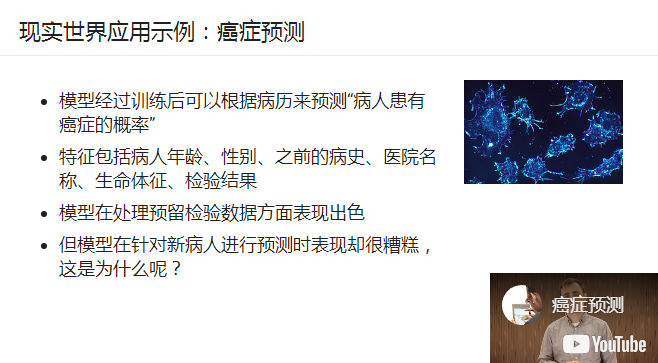 现实世界应用示例：癌症预测
模型经过训练后可以根据病历来预测“病人患有
癌症的概率”
特征包括病人年龄、性别、之前的病史、医院名
称、生命体征、检验结果
模型在处理预留检验数据方面表现出色
但模型在针对新病人进行预测时表现却很糟糕，
这是为什么呢？
癌症预测
YouTube